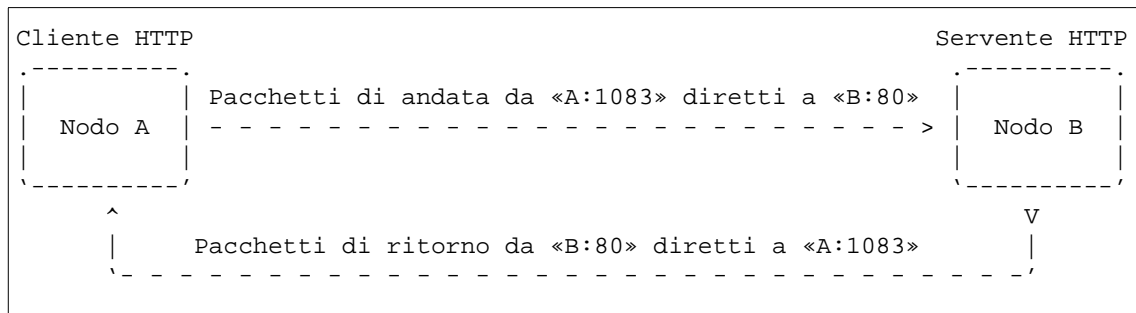 Cliente HTTP Servente HTTP
Pacchetti di andata da «A:1083» diretti a «B:80»
Nodo A Nodo B
Pacchetti di ritorno da «B:80» diretti a «A:1083»